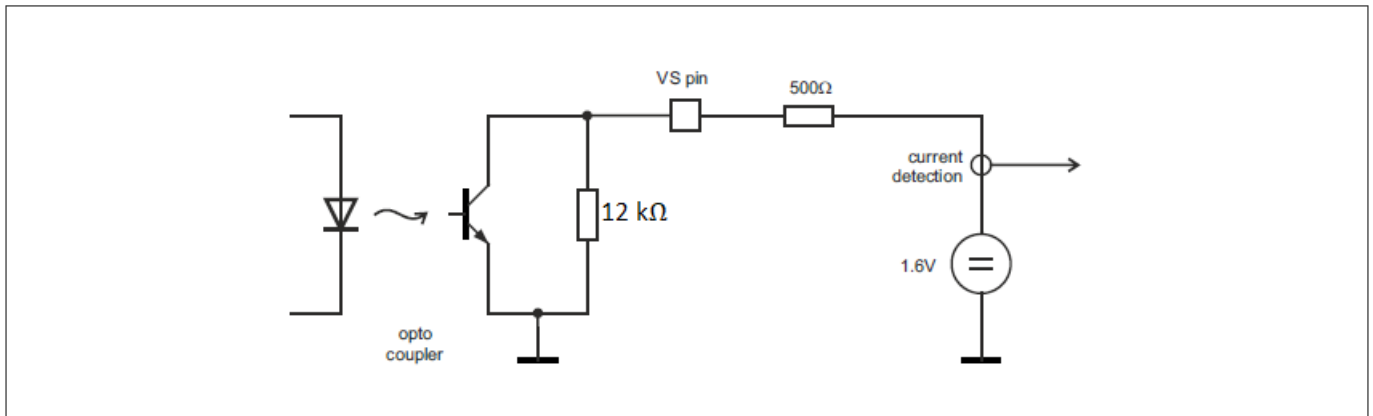 VS pin
500Ω
current
detection
12 kΩ
1.6V
opto
coupler